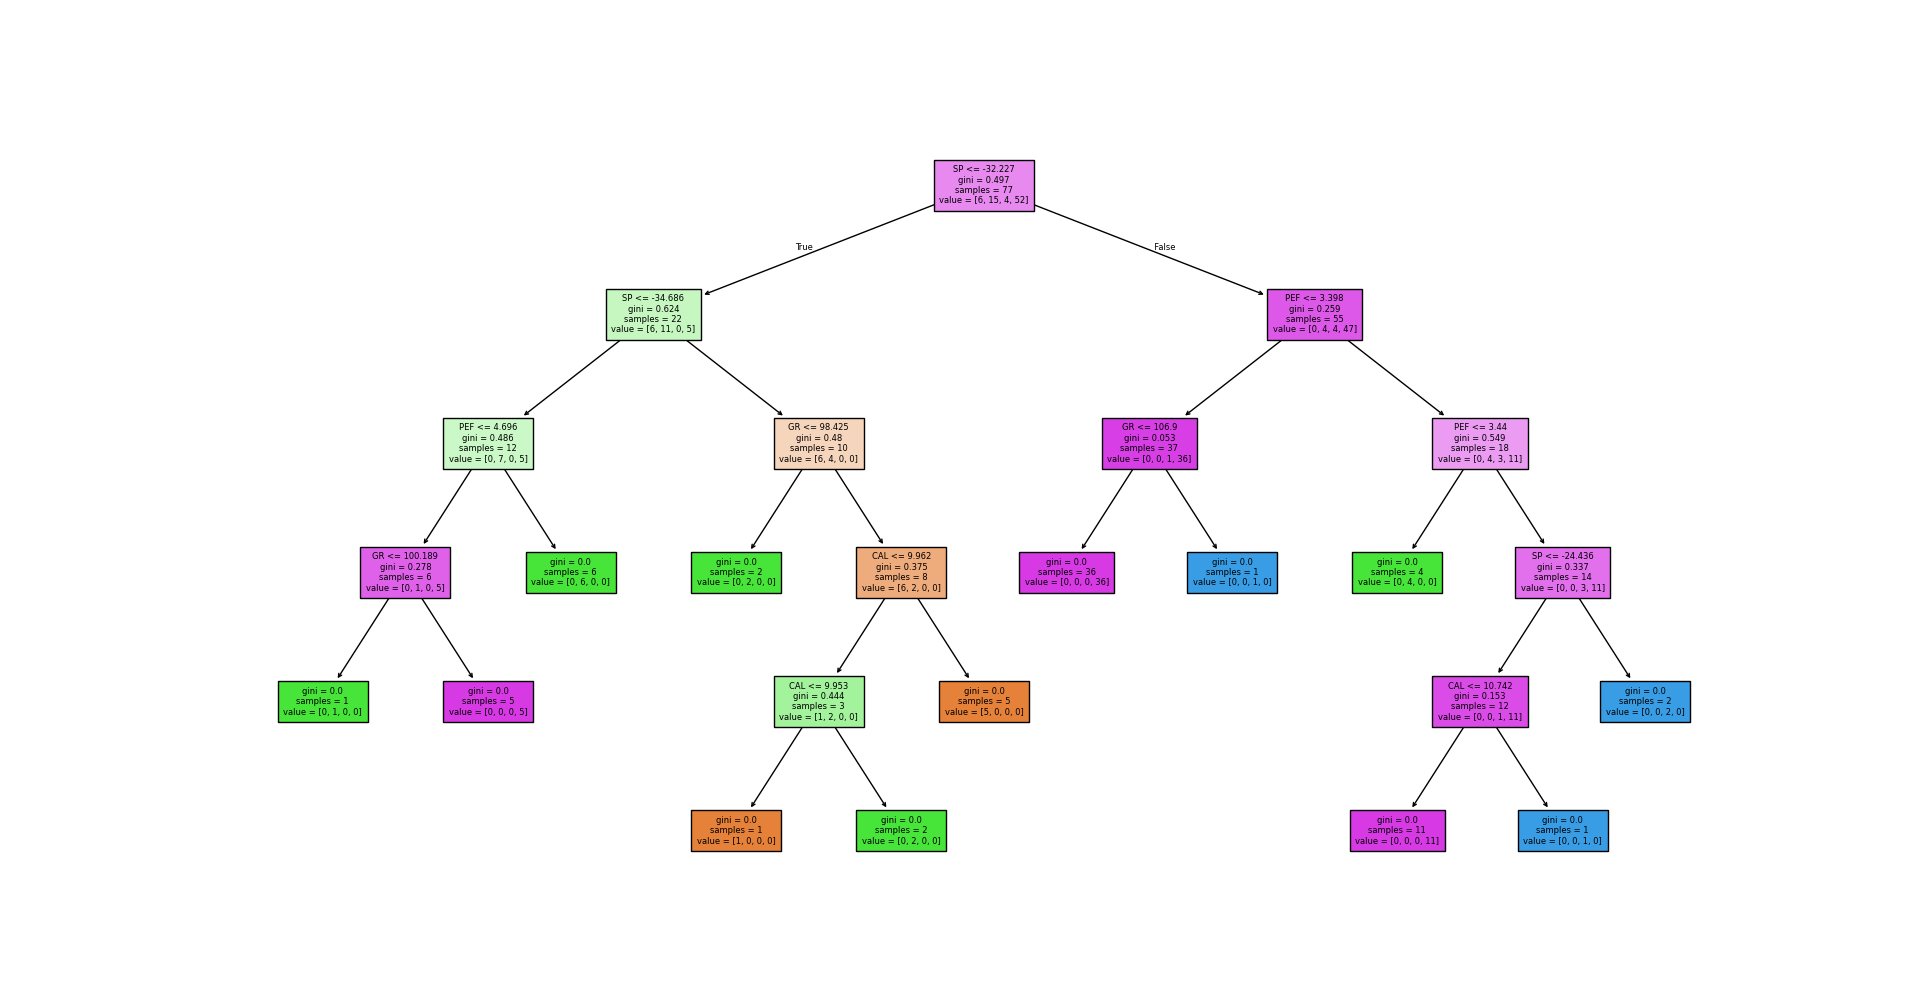 SP <= -32.227
gini = 0.497
samples = 77
value = [6, 15, 4, 52]
True
False
SP <= -34.686
gini = 0.624
samples = 22
value = [6, 11, 0, 5]
PEF <= 3.398
gini = 0.259
samples = 55
value = [0, 4, 4, 47]
PEF <= 4.696
gini = 0.486
samples = 12
value = [0, 7, 0, 5]
GR <= 98.425
gini = 0.48
samples = 10
value = [6, 4, 0, 0]
GR <= 106.9
gini = 0.053
samples = 37
value = [0, 0, 1, 36]
PEF <= 3.44
gini = 0.549
samples = 18
value = [0, 4, 3, 11]
GR <= 100.189
gini = 0.278
samples = 6
value = [0, 1, 0, 5]
gini = 0.0
samples = 6
value = [0, 6, 0, 0]
gini = 0.0
samples = 2
value = [0, 2, 0, 0]
CAL <= 9.962
gini = 0.375
samples = 8
value = [6, 2, 0, 0]
gini = 0.0
samples = 36
value = [0, 0, 0, 36]
gini = 0.0
samples = 1
value = [0, 0, 1, 0]
gini = 0.0
samples = 4
value = [0, 4, 0, 0]
SP <= -24.436
gini = 0.337
samples = 14
value = [0, 0, 3, 11]
gini = 0.0
samples = 1
value = [0, 1, 0, 0]
gini = 0.0
samples = 5
value = [0, 0, 0, 5]
CAL <= 9.953
gini = 0.444
samples = 3
value = [1, 2, 0, 0]
gini = 0.0
samples = 5
value = [5, 0, 0, 0]
CAL <= 10.742
gini = 0.153
samples = 12
value = [0, 0, 1, 11]
gini = 0.0
samples = 2
value = [0, 0, 2, 0]
gini = 0.0
samples = 1
value = [1, 0, 0, 0]
gini = 0.0
samples = 2
value = [0, 2, 0, 0]
gini = 0.0
samples = 11
value = [0, 0, 0, 11]
gini = 0.0
samples = 1
value = [0, 0, 1, 0]